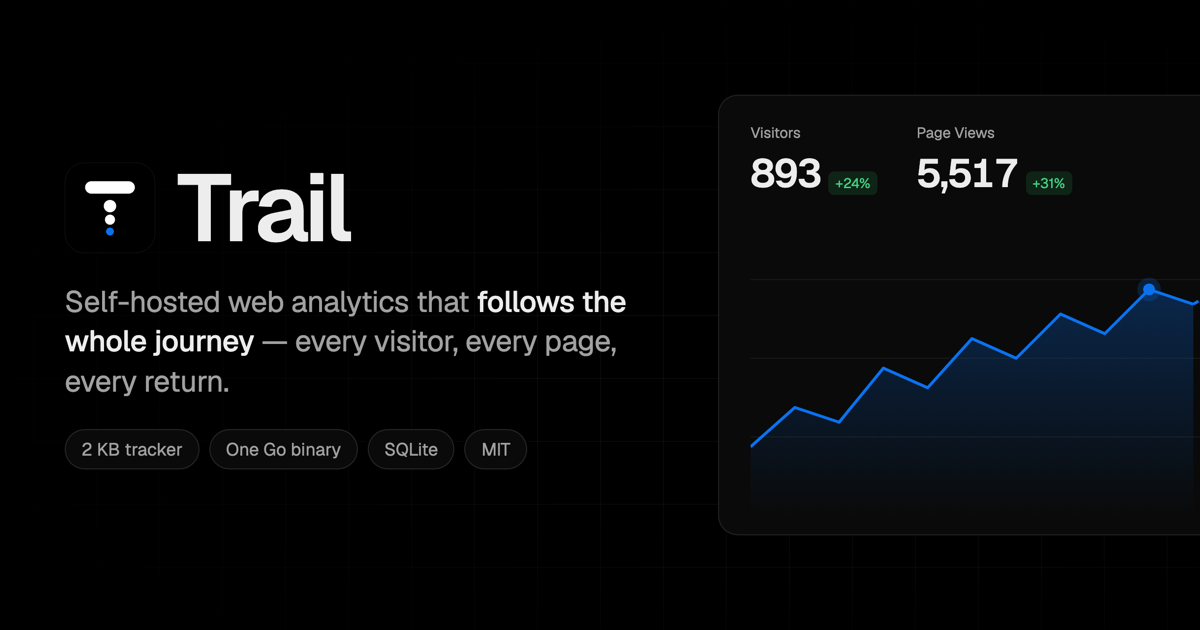 Trail
Self-hosted web analytics that follows the
whole journey — every visitor, every page,
every return.
2 KB tracker
One Go binary
SQLite
MIT
Visitors
893 +24%
Page Views
5,517 +31%